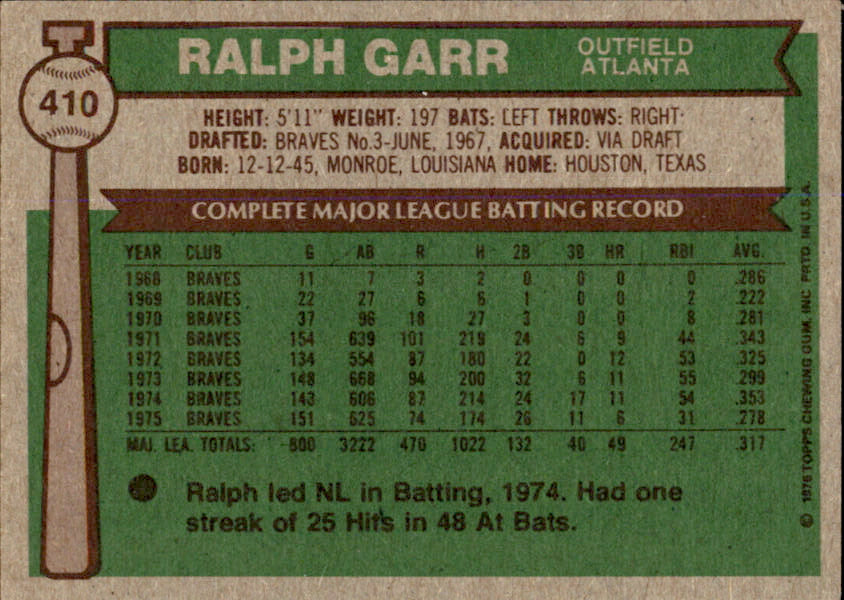 410
RALPH GARR
OUTFIELD
ATLANTA
HEIGHT: 5'11" WEIGHT: 197 BATS: LEFT THROWS: RIGHT
DRAFTED: BRAVES No.3-JUNE, 1967, ACQUIRED: VIA DRAFT
BORN: 12-12-45, MONROE, LOUISIANA HOME: HOUSTON, TEXAS
COMPLETE MAJOR LEAGUE BATTING RECORD
YEAR CLUB G AB R H 2B 3B HR RBI AVG.
1968 BRAVES 11 7 3 2 0 0 0 0 .286
1969 BRAVES 22 27 6 6 1 0 0 2 .222
1970 BRAVES 37 96 18 27 3 0 0 8 .281
1971 BRAVES 154 639 101 219 24 6 9 44 .343
1972 BRAVES 134 554 87 180 22 0 12 53 .325
1973 BRAVES 148 668 94 200 32 6 11 55 .299
1974 BRAVES 143 606 87 214 24 17 11 54 .353
1975 BRAVES 151 625 74 174 26 11 6 31 .278
MAJ. LEA. TOTALS: 800 3222 470 1022 132 40 49 247 .317
Ralph led NL in Batting, 1974. Had one
streak of 25 Hits in 48 At Bats.
© 1976 TOPPS CHEWING GUM, INC. PRTD. IN U.S.A.